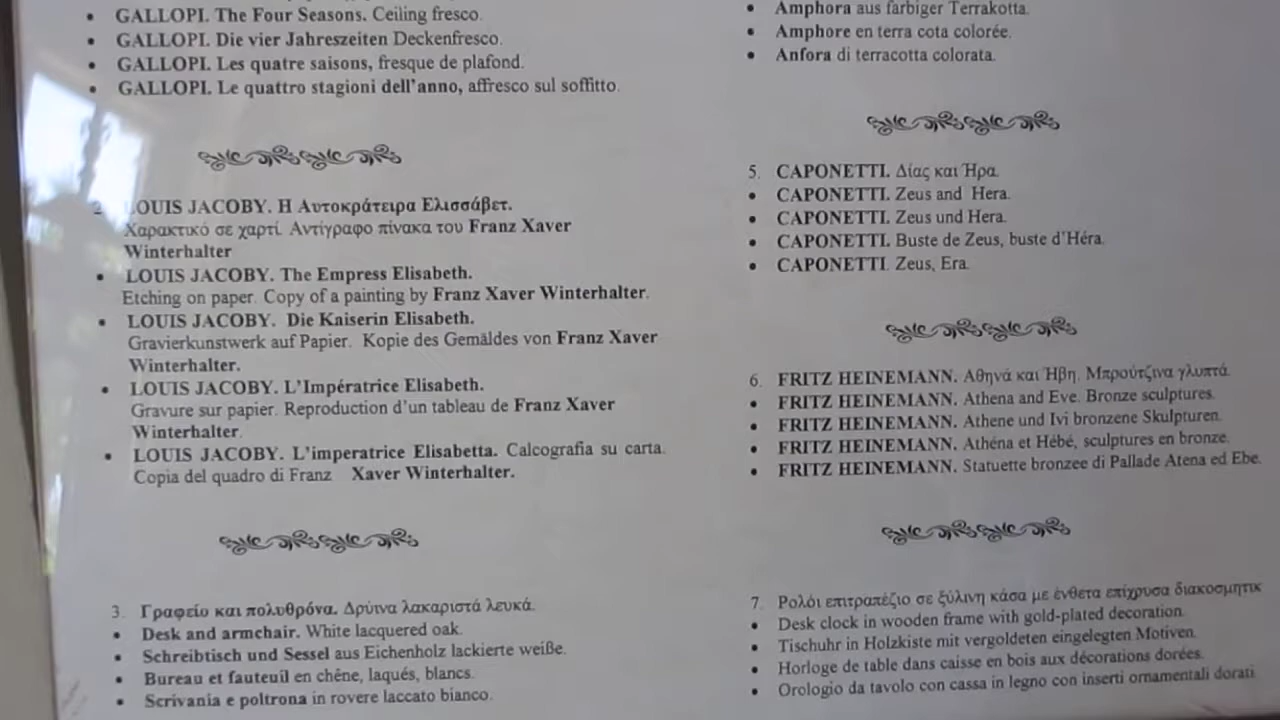 • GALLOPI. The Four Seasons. Ceiling fresco.
• GALLOPI. Die vier Jahreszeiten Deckenfresco.
• GALLOPI. Les quatre saisons, fresque de plafond.
• GALLOPI. Le quattro stagioni dell'anno, affresco sul soffitto.
2. LOUIS JACOBY. Η Αυτοκράτειρα Ελισσάβετ.
Χαρακτικό σε χαρτί. Αντίγραφο πίνακα του Franz Xaver
Winterhalter
• LOUIS JACOBY. The Empress Elisabeth.
Etching on paper. Copy of a painting by Franz Xaver Winterhalter.
• LOUIS JACOBY. Die Kaiserin Elisabeth.
Gravierkunstwerk auf Papier. Kopie des Gemäldes von Franz Xaver
Winterhalter.
• LOUIS JACOBY. L'Impératrice Elisabeth.
Gravure sur papier. Reproduction d'un tableau de Franz Xaver
Winterhalter.
• LOUIS JACOBY. L'imperatrice Elisabetta. Calcografia su carta.
Copia del quadro di Franz Xaver Winterhalter.
3. Γραφείο και πολυθρόνα. Δρύινα λακαριστά λευκά.
• Desk and armchair. White lacquered oak.
• Schreibtisch und Sessel aus Eichenholz lackierte weiße.
• Bureau et fauteuil en chêne, laqués, blancs.
• Scrivania e poltrona in rovere laccato bianco.
• Amphora aus farbiger Terrakotta.
• Amphore en terra cota colorée.
• Anfora di terracotta colorata.
5. CAPONETTI. Δίας και Ήρα.
• CAPONETTI. Zeus and Hera.
• CAPONETTI. Zeus und Hera.
• CAPONETTI. Buste de Zeus, buste d'Héra.
• CAPONETTI. Zeus, Era.
6. FRITZ HEINEMANN. Αθηνά και Ήβη. Μπρούτζινα γλυπτά.
• FRITZ HEINEMANN. Athena and Eve. Bronze sculptures.
• FRITZ HEINEMANN. Athene und Ivi bronzene Skulpturen.
• FRITZ HEINEMANN. Athéna et Hébé, sculptures en bronze.
• FRITZ HEINEMANN. Statuette bronzee di Pallade Atena ed Ebe.
7. Ρολόι επιτραπέζιο σε ξύλινη κάσα με ένθετα επίχρυσα διακοσμητικ
• Desk clock in wooden frame with gold-plated decoration.
• Tischuhr in Holzkiste mit vergoldeten eingelegten Motiven.
• Horloge de table dans caisse en bois aux décorations dorées.
• Orologio da tavolo con cassa in legno con inserti ornamentali dorati.